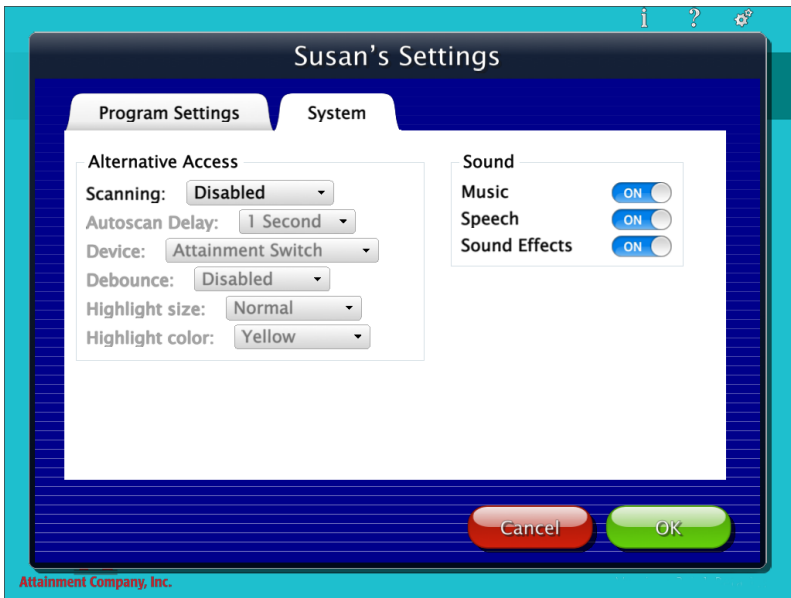 i ?
Susan's Settings
Program Settings System
Alternative Access
Scanning: Disabled
Autoscan Delay: 1 Second
Device: Attainment Switch
Debounce: Disabled
Highlight size: Normal
Highlight color: Yellow
Sound
Music ON
Speech ON
Sound Effects ON
Cancel OK
Attainment Company, Inc.